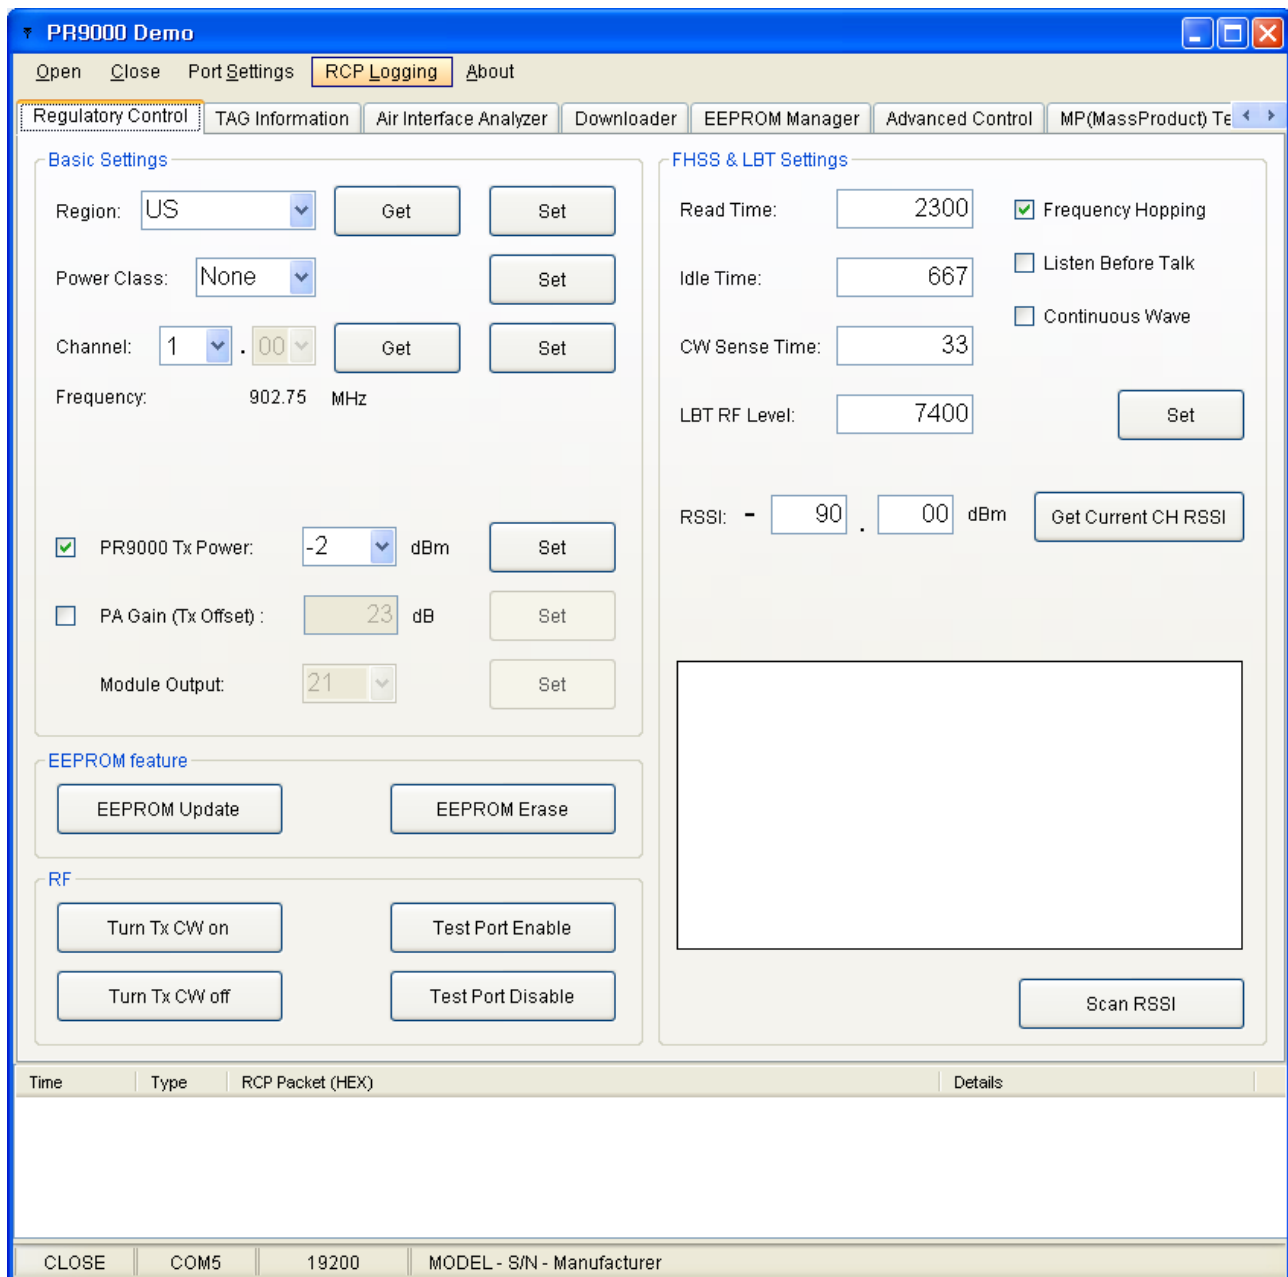 PR9000 Demo
Open Close Port Settings RCP Logging About
Regulatory Control TAG Information Air Interface Analyzer Downloader EEPROM Manager Advanced Control MP(MassProduct) Te
Basic Settings
Region: US Get Set
Power Class: None Set
Channel: 1 . 00 Get Set
Frequency: 902.75 MHz
PR9000 Tx Power: -2 dBm Set
PA Gain (Tx Offset) : 23 dB Set
Module Output: 21 Set
EEPROM feature
EEPROM Update EEPROM Erase
RF
Turn Tx CW on Test Port Enable
Turn Tx CW off Test Port Disable
FHSS & LBT Settings
Read Time: 2300 Frequency Hopping
Idle Time: 667 Listen Before Talk
Continuous Wave
CW Sense Time: 33
LBT RF Level: 7400 Set
RSSI: - 90 . 00 dBm Get Current CH RSSI
Scan RSSI
Time Type RCP Packet (HEX) Details
CLOSE COM5 19200 MODEL - S/N - Manufacturer